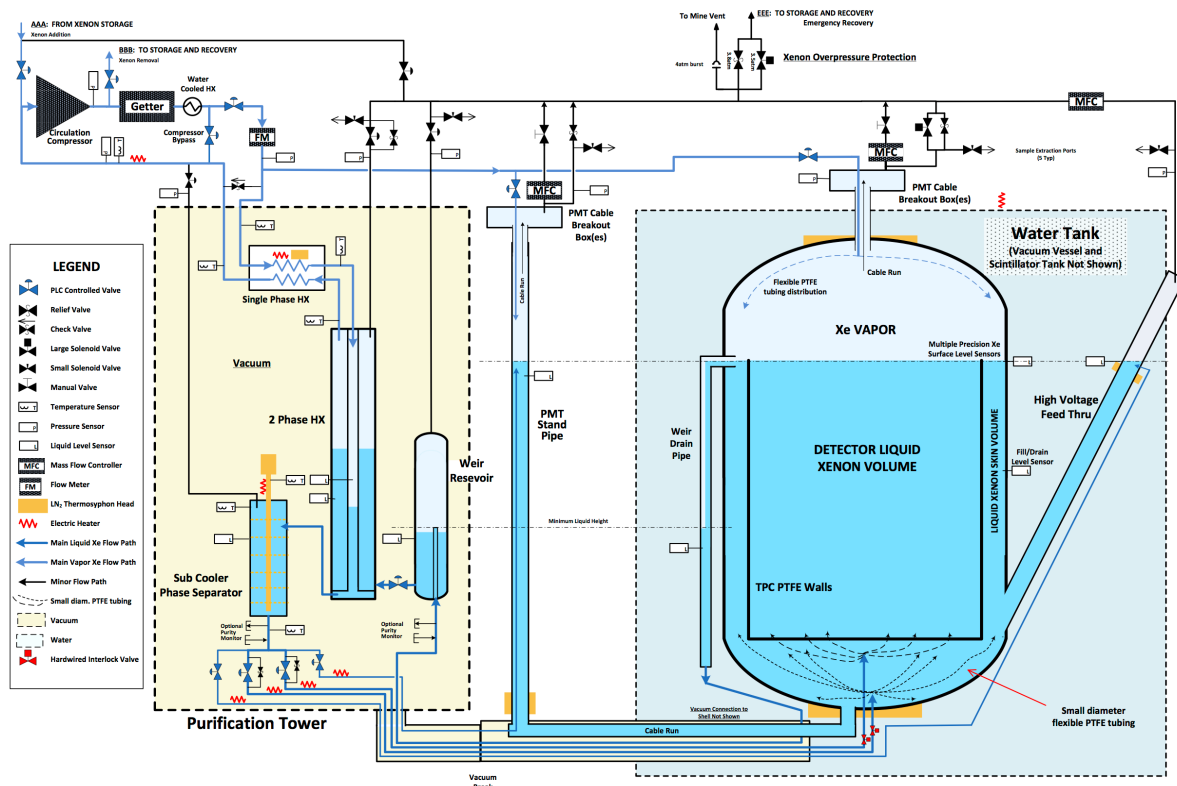 AAA: FROM XENON STORAGE
Xenon Addition
BBB: TO STORAGE AND RECOVERY
Xenon Removal
To Mine Vent
EEE: TO STORAGE AND RECOVERY
Emergency Recovery
4atm burst
3.8atm
3.5atm
Xenon Overpressure Protection
Water
Cooled HX
Getter
Circulation
Compressor
Compressor
Bypass
FM
P
T
P
P
P
P
MFC
P
MFC
P
MFC
P
Sample Extraction Ports
(5 Typ)
PMT Cable
Breakout
Box(es)
PMT Cable
Breakout Box(es)
Water Tank
(Vacuum Vessel and
Scintillator Tank Not Shown)
LEGEND
PLC Controlled Valve
Relief Valve
Check Valve
Large Solenoid Valve
Small Solenoid Valve
Manual Valve
T
Temperature Sensor
P
Pressure Sensor
L
Liquid Level Sensor
MFC
Mass Flow Controller
FM
Flow Meter
LN₂ Thermosyphon Head
Electric Heater
Main Liquid Xe Flow Path
Main Vapor Xe Flow Path
Minor Flow Path
Small diam. PTFE tubing
Vacuum
Water
Hardwired Interlock Valve
T
T
T
Single Phase HX
T
Vacuum
2 Phase HX
Weir
Resevoir
T
L
L
T
L
L
Sub Cooler
Phase Separator
Optional
Purity
Monitor
T
Optional
Purity
Monitor
Purification Tower
Cable Run
L
PMT
Stand
Pipe
Cable Run
Flexible PTFE
tubing distribution
Xe VAPOR
Multiple Precision Xe
Surface Level Sensors
L
L
High Voltage
Feed Thru
Weir
Drain
Pipe
DETECTOR LIQUID
XENON VOLUME
LIQUID XENON SKIN VOLUME
Fill/Drain
Level Sensor
L
Minimum Liquid Height
L
TPC PTFE Walls
Vacuum Connection to
Shell Not Shown
Cable Run
Small diameter
flexible PTFE tubing
Vacuum
Break